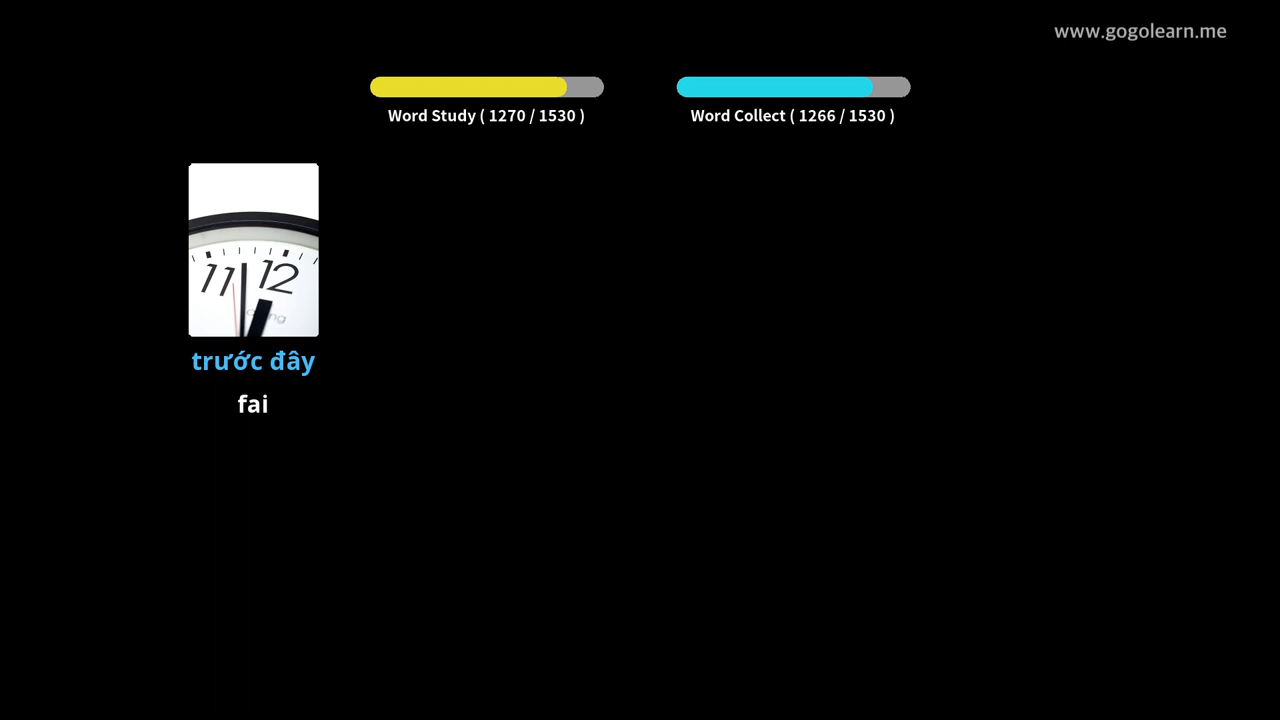 www.gogolearn.me
Word Study ( 1270 / 1530 )
Word Collect ( 1266 / 1530 )
11 12
trước đây
fai